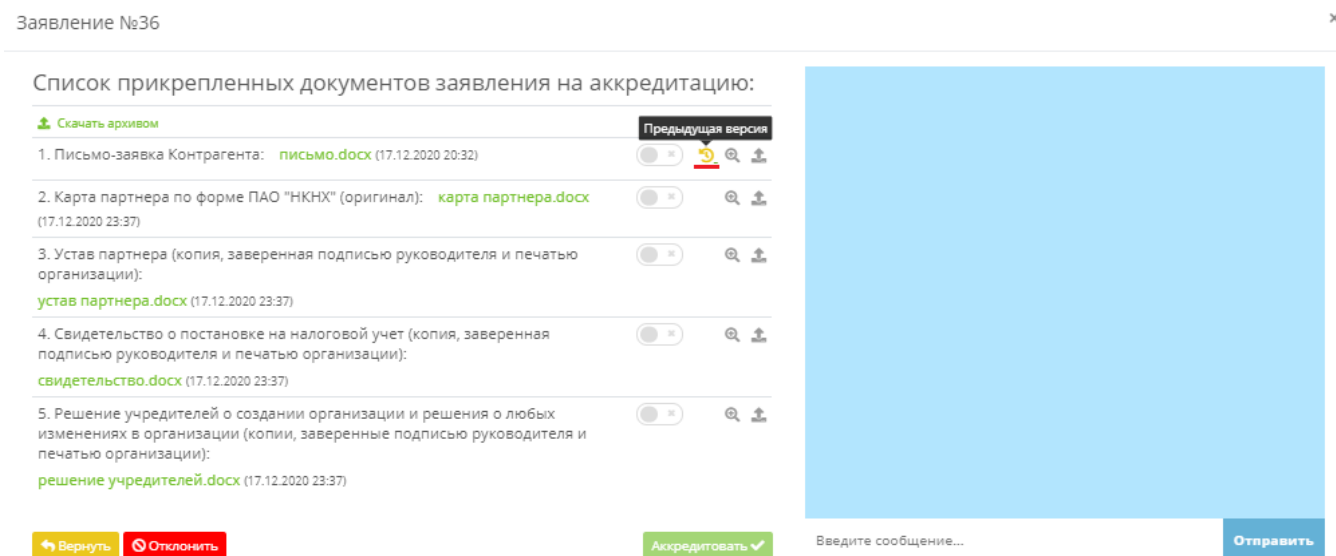 Заявление №36
Список прикрепленных документов заявления на аккредитацию:
Скачать архивом
Предыдущая версия
1. Письмо-заявка Контрагента: письмо.docx (17.12.2020 20:32)
2. Карта партнера по форме ПАО "НКНХ" (оригинал): карта партнера.docx
(17.12.2020 23:37)
3. Устав партнера (копия, заверенная подписью руководителя и печатью
организации):
устав партнера.docx (17.12.2020 23:37)
4. Свидетельство о постановке на налоговой учет (копия, заверенная
подписью руководителя и печатью организации):
свидетельство.docx (17.12.2020 23:37)
5. Решение учредителей о создании организации и решения о любых
изменениях в организации (копии, заверенные подписью руководителя и
печатью организации):
решение учредителей.docx (17.12.2020 23:37)
Вернуть Отклонить Аккредитовать
Введите сообщение... Отправить